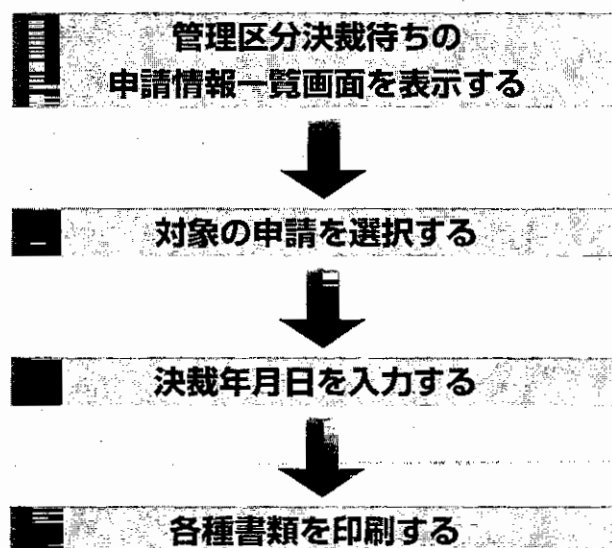 管理区分決裁待ちの
申請情報一覧画面を表示する
対象の申請を選択する
決裁年月日を入力する
各種書類を印刷する